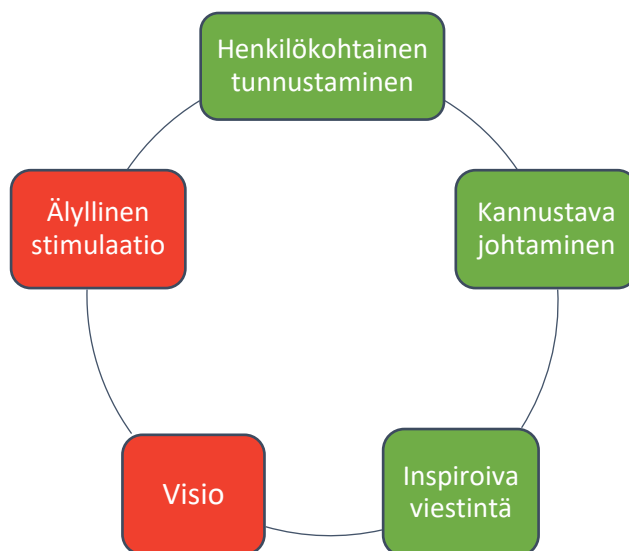 Henkilökohtainen
tunnustaminen
Kannustava
johtaminen
Inspiroiva
viestintä
Visio
Älyllinen
stimulaatio